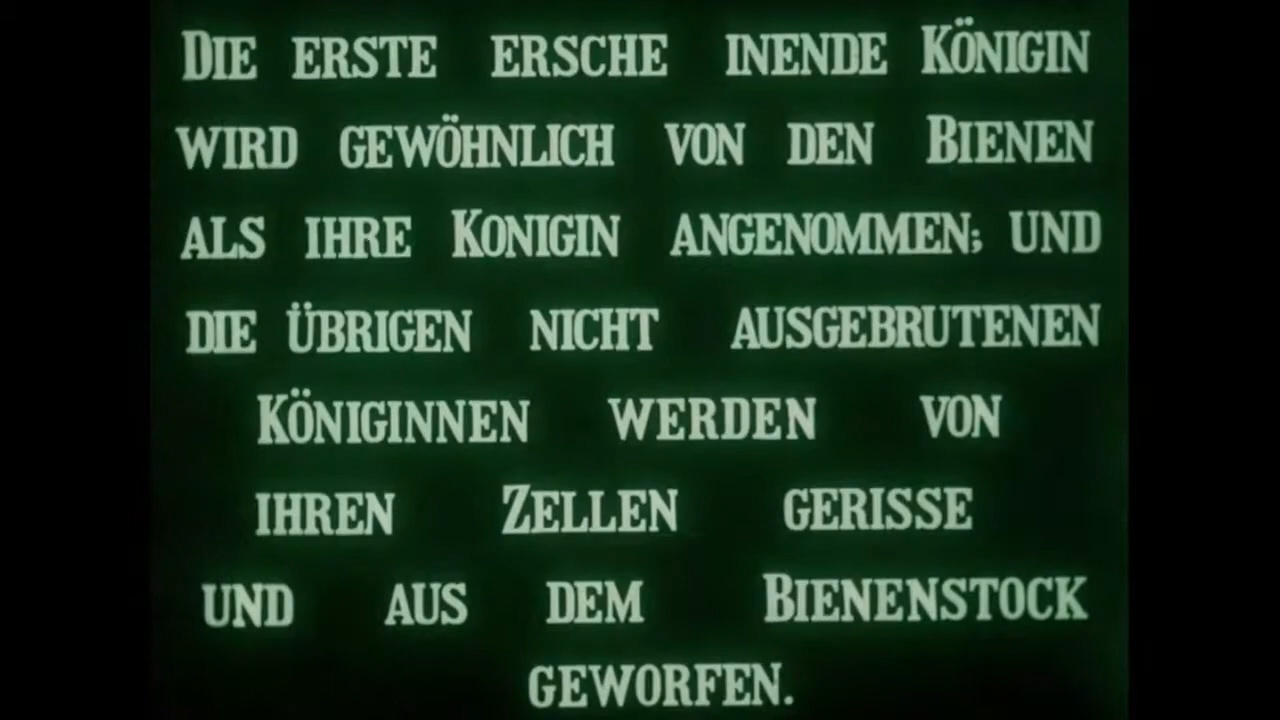 DIE ERSTE ERSCHE INENDE KÖNIGIN
WIRD GEWÖHNLICH VON DEN BIENEN
ALS IHRE KONIGIN ANGENOMMEN; UND
DIE ÜBRIGEN NICHT AUSGEBRUTENEN
KÖNIGINNEN WERDEN VON
IHREN ZELLEN GERISSE
UND AUS DEM BIENENSTOCK
GEWORFEN.